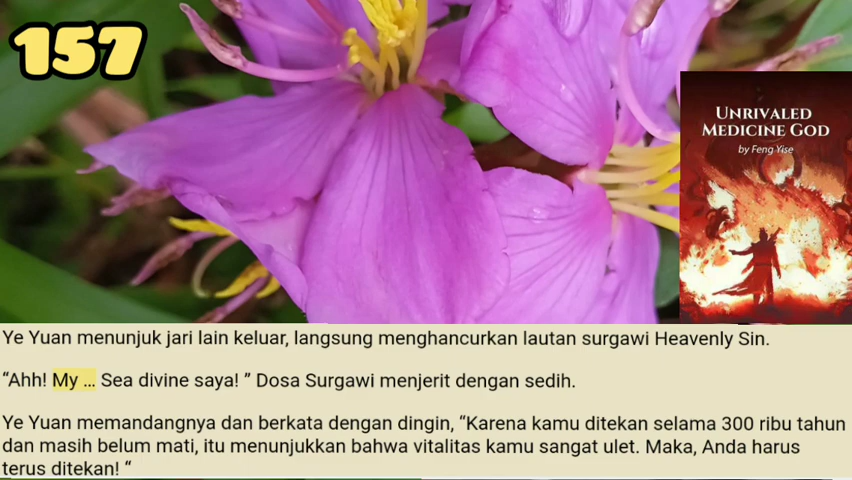 157
UNRIVALED
MEDICINE GOD
by Feng Yise
Ye Yuan menunjuk jari lain keluar, langsung menghancurkan lautan surgawi Heavenly Sin.
“Ahh! My ... Sea divine saya! ” Dosa Surgawi menjerit dengan sedih.
Ye Yuan memandangnya dan berkata dengan dingin, “Karena kamu ditekan selama 300 ribu tahun
dan masih belum mati, itu menunjukkan bahwa vitalitas kamu sangat ulet. Maka, Anda harus
terus ditekan! “